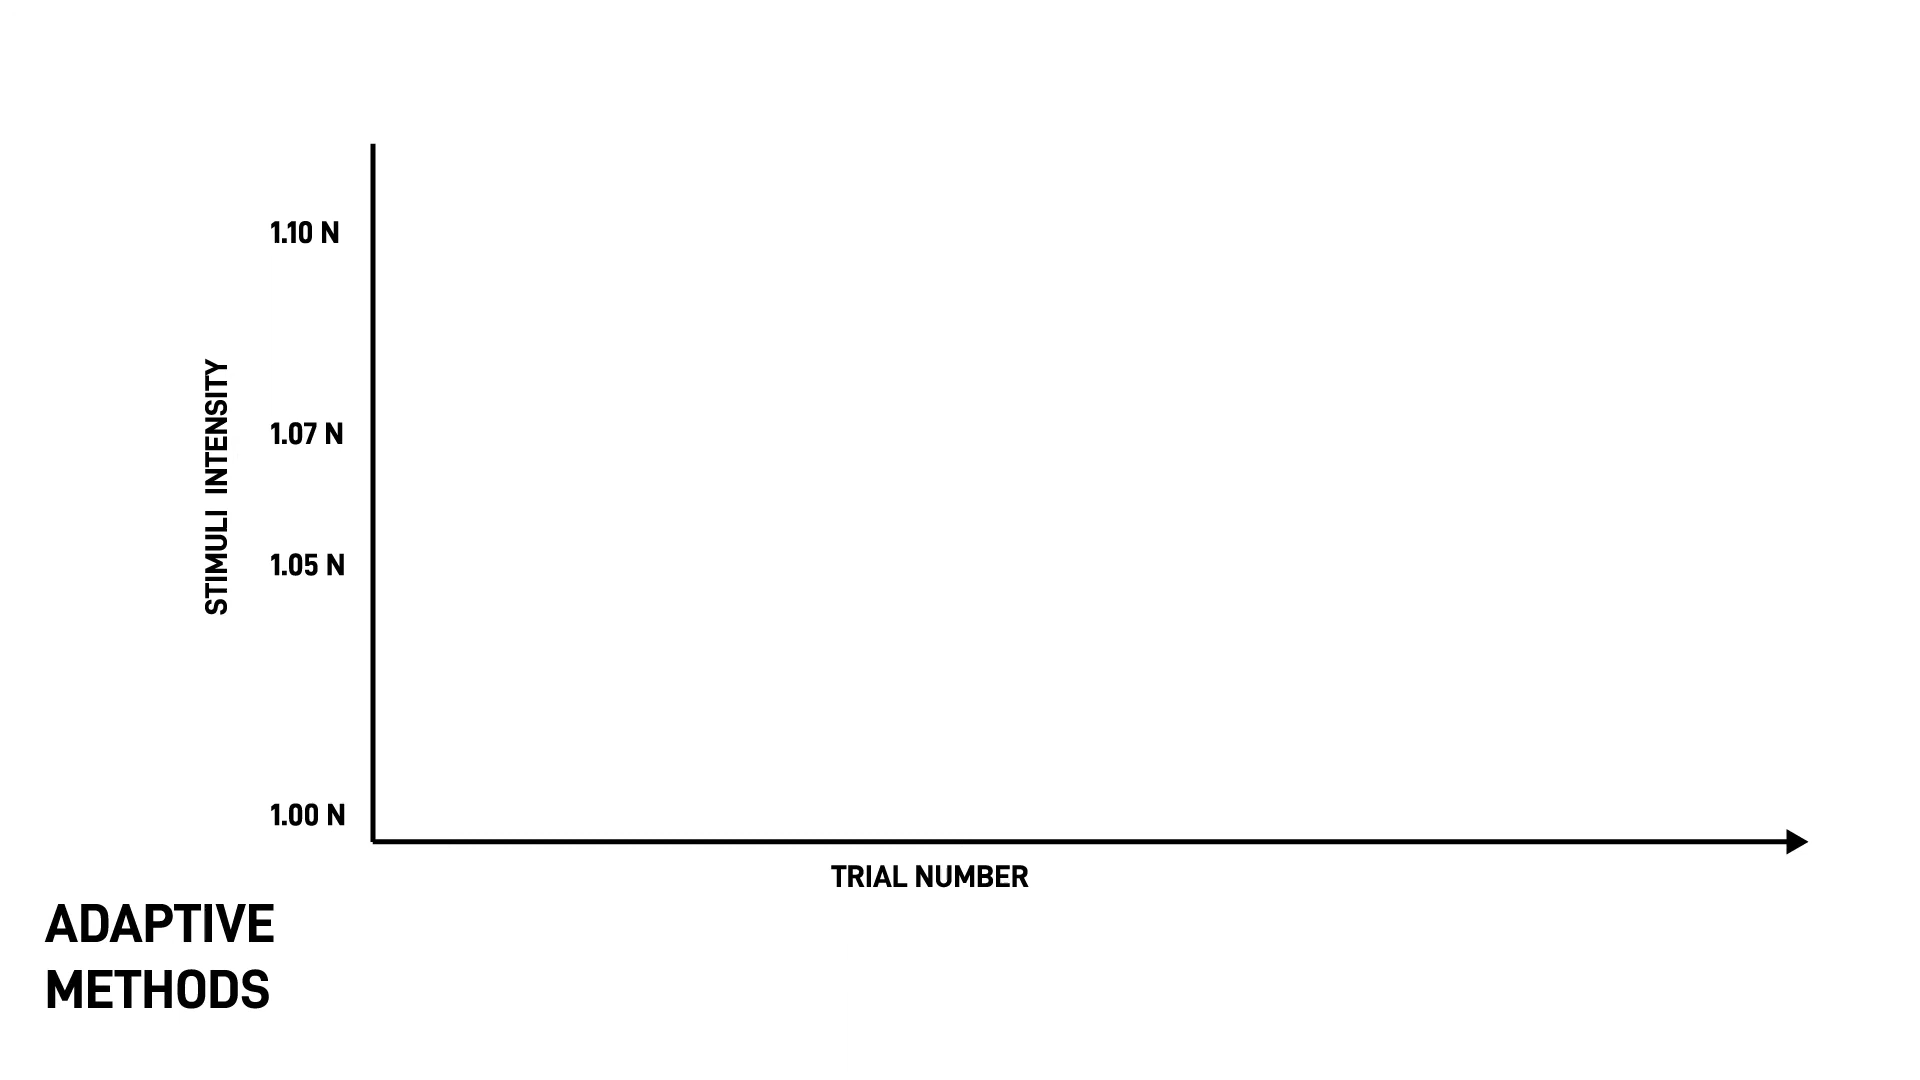 1.10 N
1.07 N
STIMULI INTENSITY
1.05 N
1.00 N
TRIAL NUMBER
ADAPTIVE
METHODS